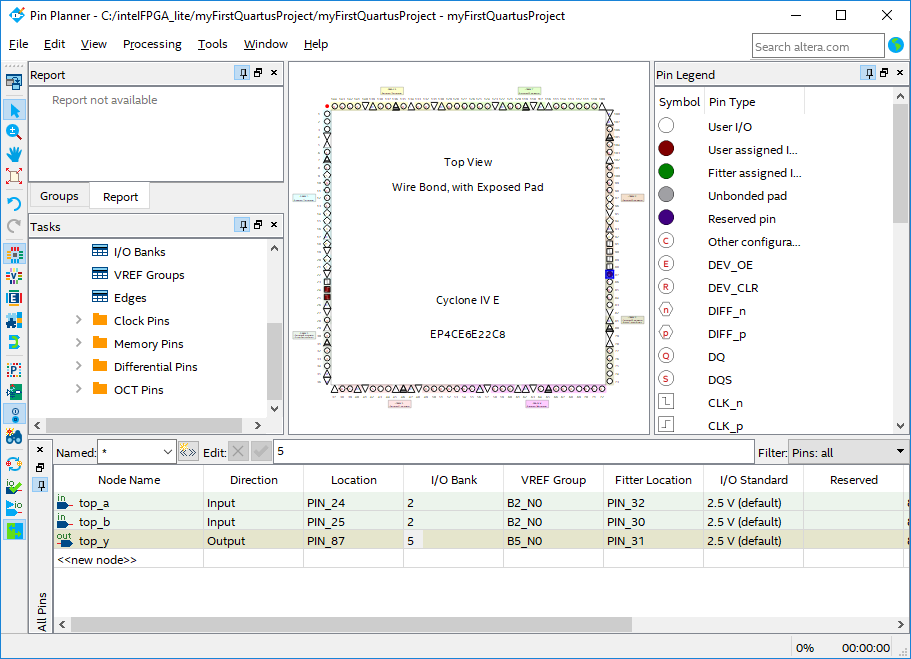 Pin Planner - C:/intelFPGA_lite/myFirstQuartusProject/myFirstQuartusProject - myFirstQuartusProject
File Edit View Processing Tools Window Help
Search altera.com
Report
Report not available
Groups Report
Tasks
I/O Banks
VREF Groups
Edges
Clock Pins
Memory Pins
Differential Pins
OCT Pins
Top View
Wire Bond, with Exposed Pad
Cyclone IV E
EP4CE6E22C8
Pin Legend
Symbol Pin Type
User I/O
User assigned I...
Fitter assigned I...
Unbonded pad
Reserved pin
C Other configura...
E DEV_OE
R DEV_CLR
n DIFF_n
p DIFF_p
Q DQ
S DQS
CLK_n
CLK_p
Named: * <<>> Edit: 5 Filter: Pins: all
Node Name Direction Location I/O Bank VREF Group Fitter Location I/O Standard Reserved
in top_a Input PIN_24 2 B2_N0 PIN_32 2.5 V (default)
in top_b Input PIN_25 2 B2_N0 PIN_30 2.5 V (default)
out top_y Output PIN_87 5 B5_N0 PIN_31 2.5 V (default)
<<new node>>
All Pins
0% 00:00:00